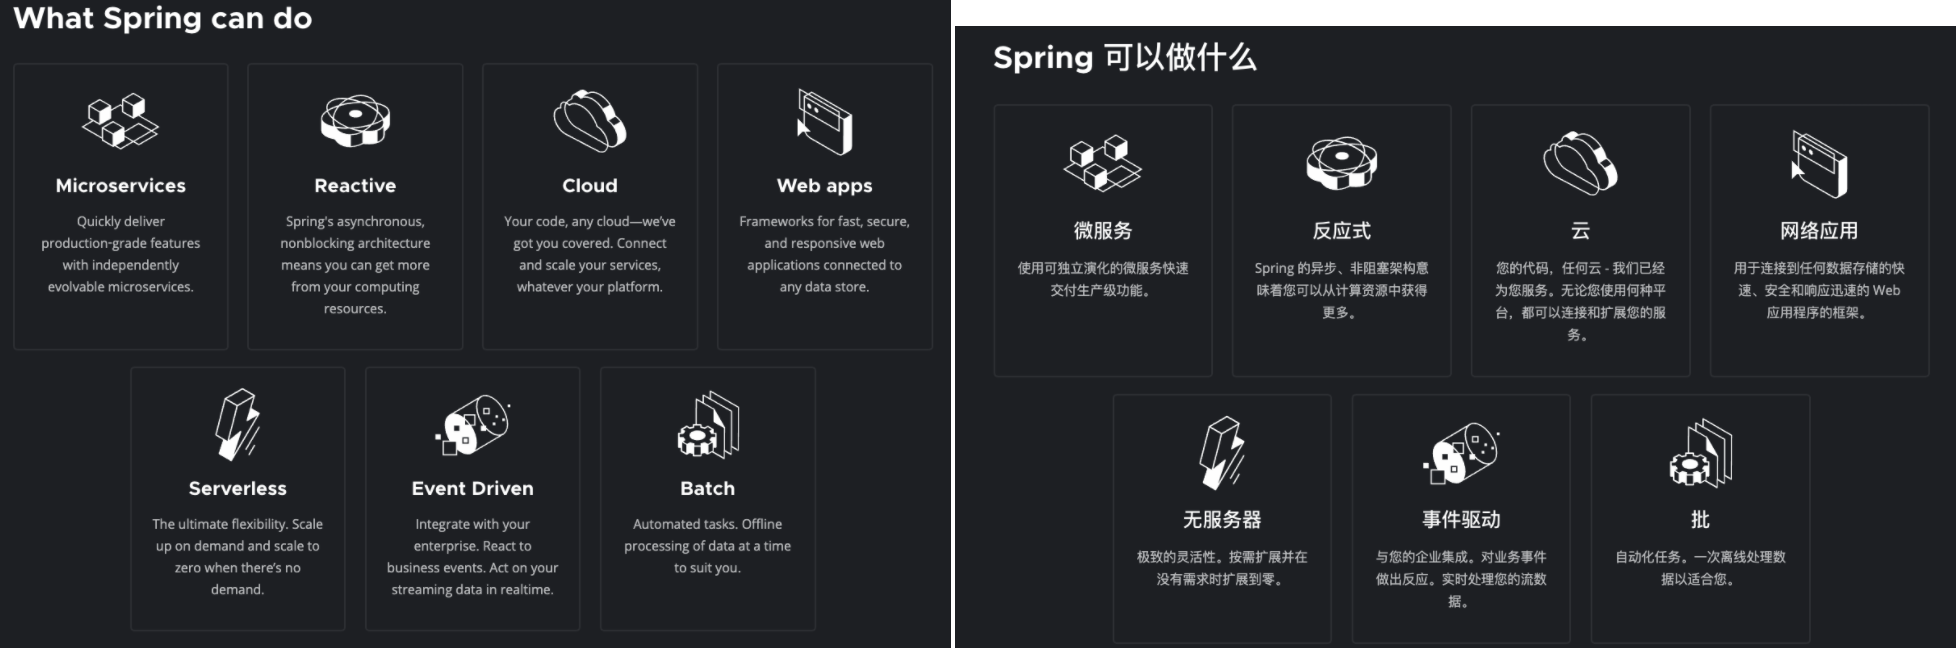 What Spring can do
Microservices
Quickly deliver
production-grade features
with independently
evolvable microservices.
Reactive
Spring's asynchronous,
nonblocking architecture
means you can get more
from your computing
resources.
Cloud
Your code, any cloud—we've
got you covered. Connect
and scale your services,
whatever your platform.
Web apps
Frameworks for fast, secure,
and responsive web
applications connected to
any data store.
Serverless
The ultimate flexibility. Scale
up on demand and scale to
zero when there's no
demand.
Event Driven
Integrate with your
enterprise. React to
business events. Act on your
streaming data in realtime.
Batch
Automated tasks. Offline
processing of data at a time
to suit you.
Spring 可以做什么
微服务
使用可独立演化的微服务快速
交付生产级功能。
反应式
Spring 的异步、非阻塞架构意
味着您可以从计算资源中获得
更多。
云
您的代码，任何云 - 我们已经
为您服务。无论您使用何种平
台，都可以连接和扩展您的服
务。
网络应用
用于连接到任何数据存储的快
速、安全和响应迅速的 Web
应用程序的框架。
无服务器
极致的灵活性。按需扩展并在
没有需求时扩展到零。
事件驱动
与您的企业集成。对业务事件
做出反应。实时处理您的流数
据。
批
自动化任务。一次离线处理数
据以适合您。